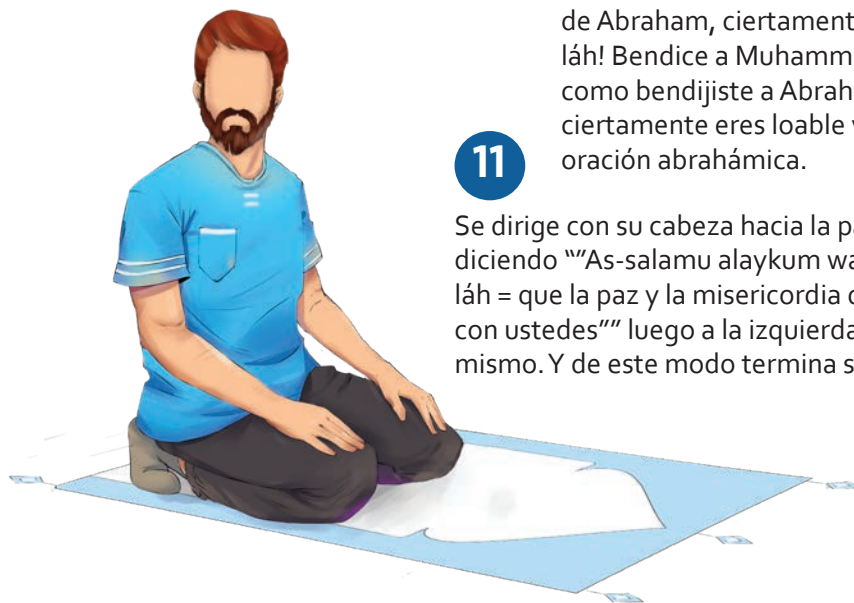 de Abraham, ciertamente
láh! Bendice a Muhamm
como bendijiste a Abrah
ciertamente eres loable
11
oración abrahámica.
Se dirige con su cabeza hacia la
diciendo “”As-salamu alaykum wa
láh = que la paz y la misericordia
con ustedes”” luego a la izquierda
mismo. Y de este modo termina s